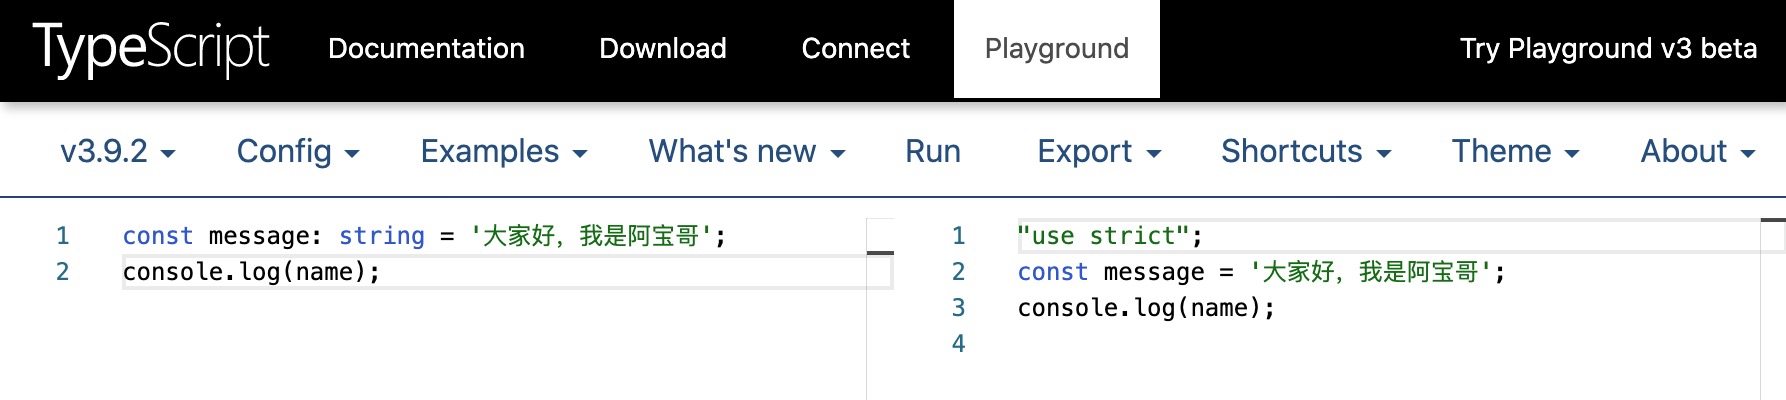 TypeScript Documentation Download Connect Playground Try Playground v3 beta
v3.9.2 Config Examples What's new Run Export Shortcuts Theme About
1 const message: string = '大家好，我是阿宝哥';
2 console.log(name);
1 "use strict";
2 const message = '大家好，我是阿宝哥';
3 console.log(name);
4